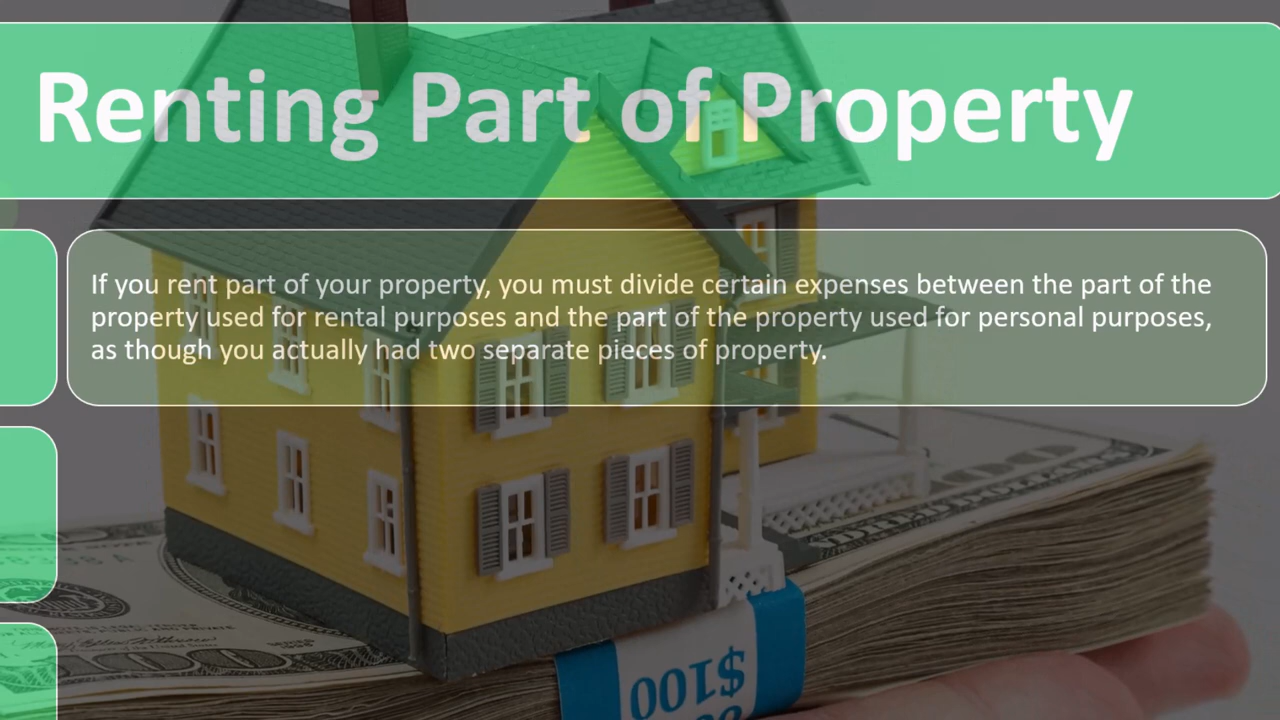 Renting Part of Property
If you rent part of your property, you must divide certain expenses between the part of the
property used for rental purposes and the part of the property used for personal purposes,
as though you actually had two separate pieces of property.
$100